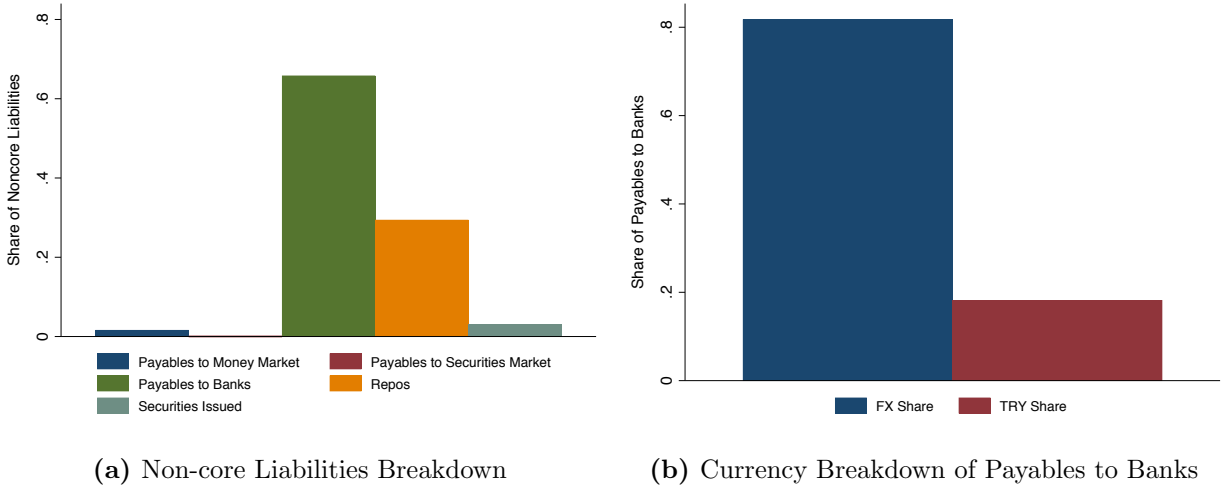 Share of Noncore Liabilities
.8
.6
.4
.2
0
Payables to Money Market
Payables to Securities Market
Payables to Banks
Repos
Securities Issued
(a) Non-core Liabilities Breakdown
Share of Payables to Banks
.8
.6
.4
.2
0
FX Share
TRY Share
(b) Currency Breakdown of Payables to Banks